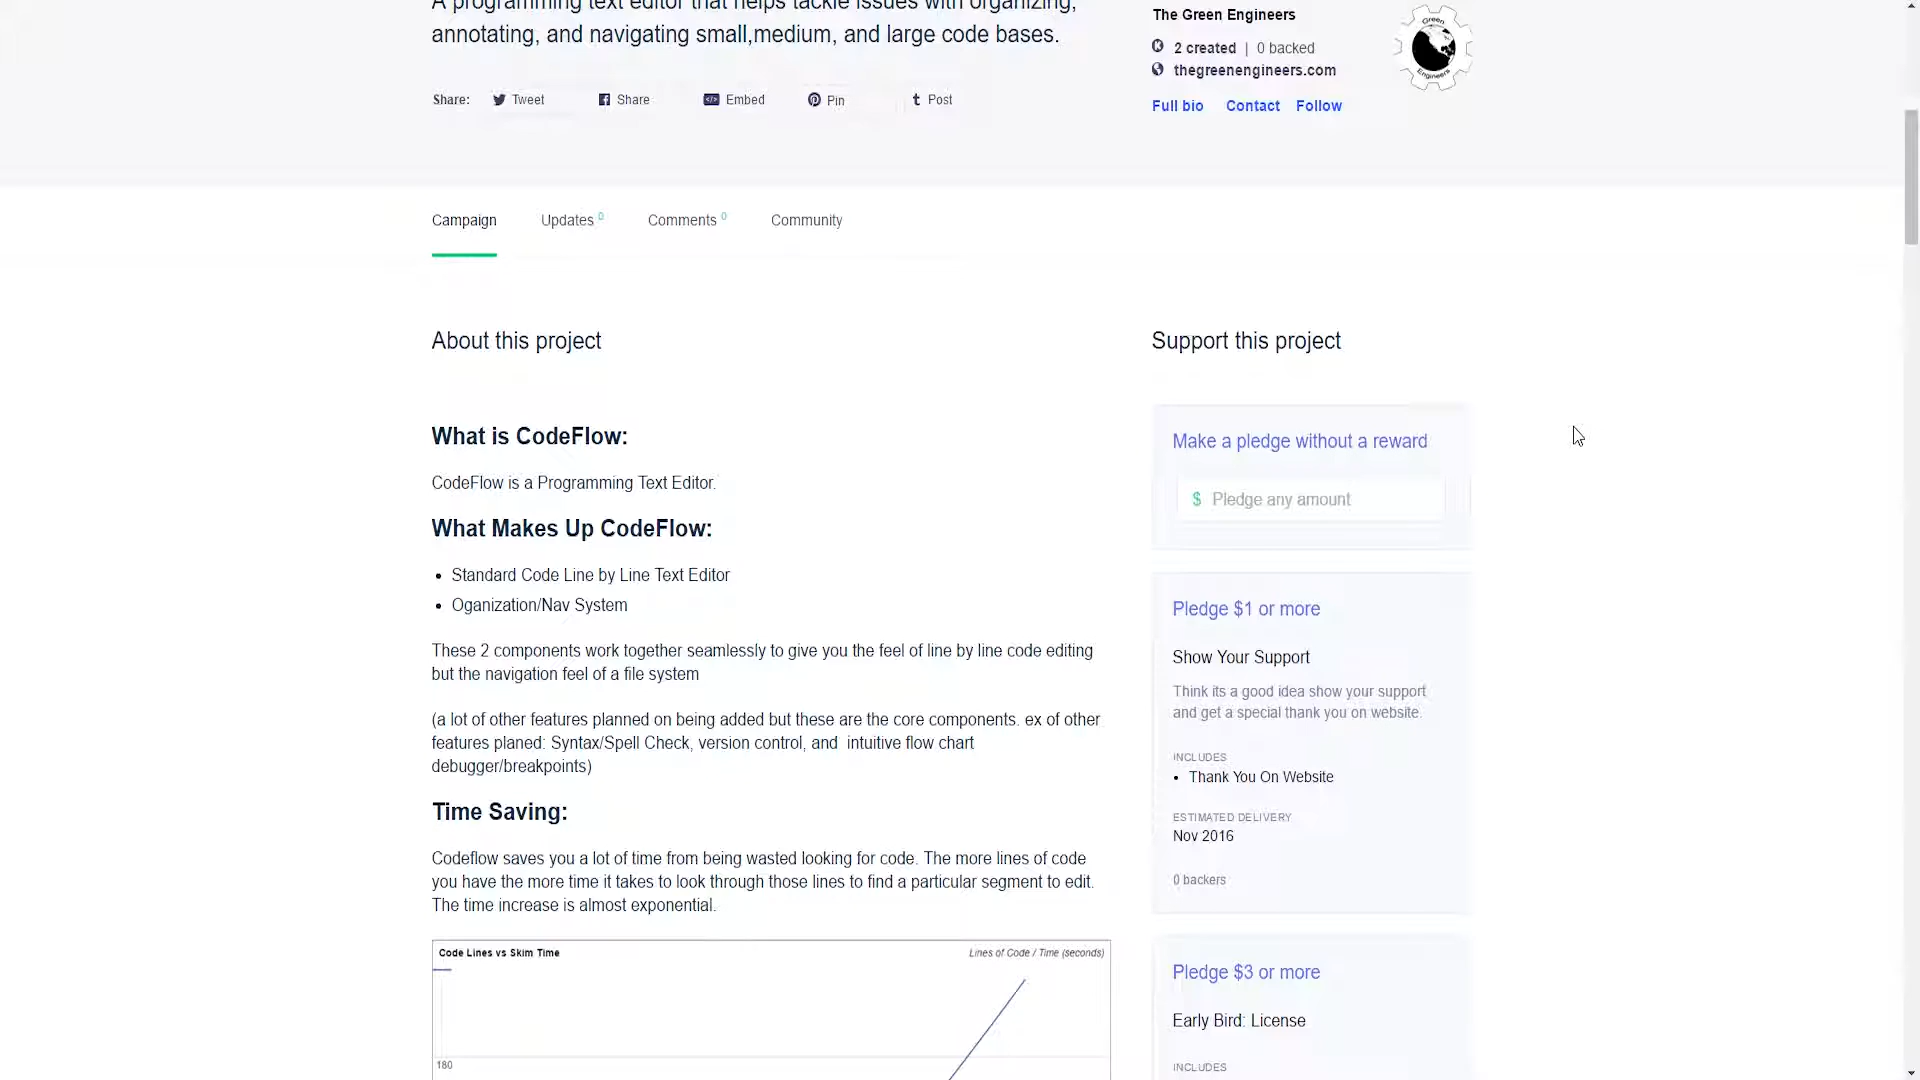 A programming text editor that helps tackle issues with organizing,
annotating, and navigating small,medium, and large code bases.
Share: Tweet Share Embed Pin Post
The Green Engineers
2 created | 0 backed
thegreenengineers.com
Full bio Contact Follow
Green
Engineers
Campaign Updates 0 Comments 0 Community
About this project
What is CodeFlow:
CodeFlow is a Programming Text Editor.
What Makes Up CodeFlow:
• Standard Code Line by Line Text Editor
• Oganization/Nav System
These 2 components work together seamlessly to give you the feel of line by line code editing
but the navigation feel of a file system
(a lot of other features planned on being added but these are the core components. ex of other
features planed: Syntax/Spell Check, version control, and intuitive flow chart
debugger/breakpoints)
Time Saving:
Codeflow saves you a lot of time from being wasted looking for code. The more lines of code
you have the more time it takes to look through those lines to find a particular segment to edit.
The time increase is almost exponential.
Code Lines vs Skim Time
Lines of Code / Time (seconds)
180
Support this project
Make a pledge without a reward
$ Pledge any amount
Pledge $1 or more
Show Your Support
Think its a good idea show your support
and get a special thank you on website.
INCLUDES
• Thank You On Website
ESTIMATED DELIVERY
Nov 2016
0 backers
Pledge $3 or more
Early Bird: License
INCLUDES